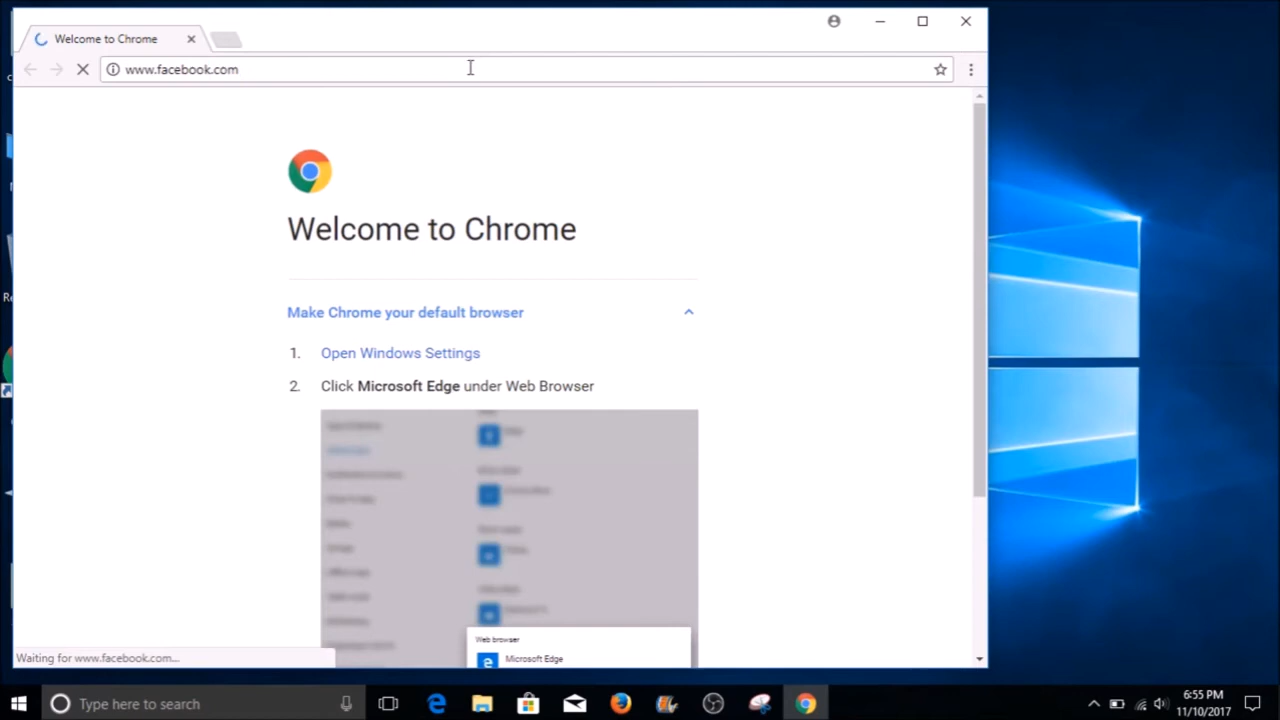 Welcome to Chrome
www.facebook.com
Welcome to Chrome
Make Chrome your default browser
1. Open Windows Settings
2. Click Microsoft Edge under Web Browser
Web browser
Microsoft Edge
Waiting for www.facebook.com...
Type here to search
6:55 PM
11/10/2017